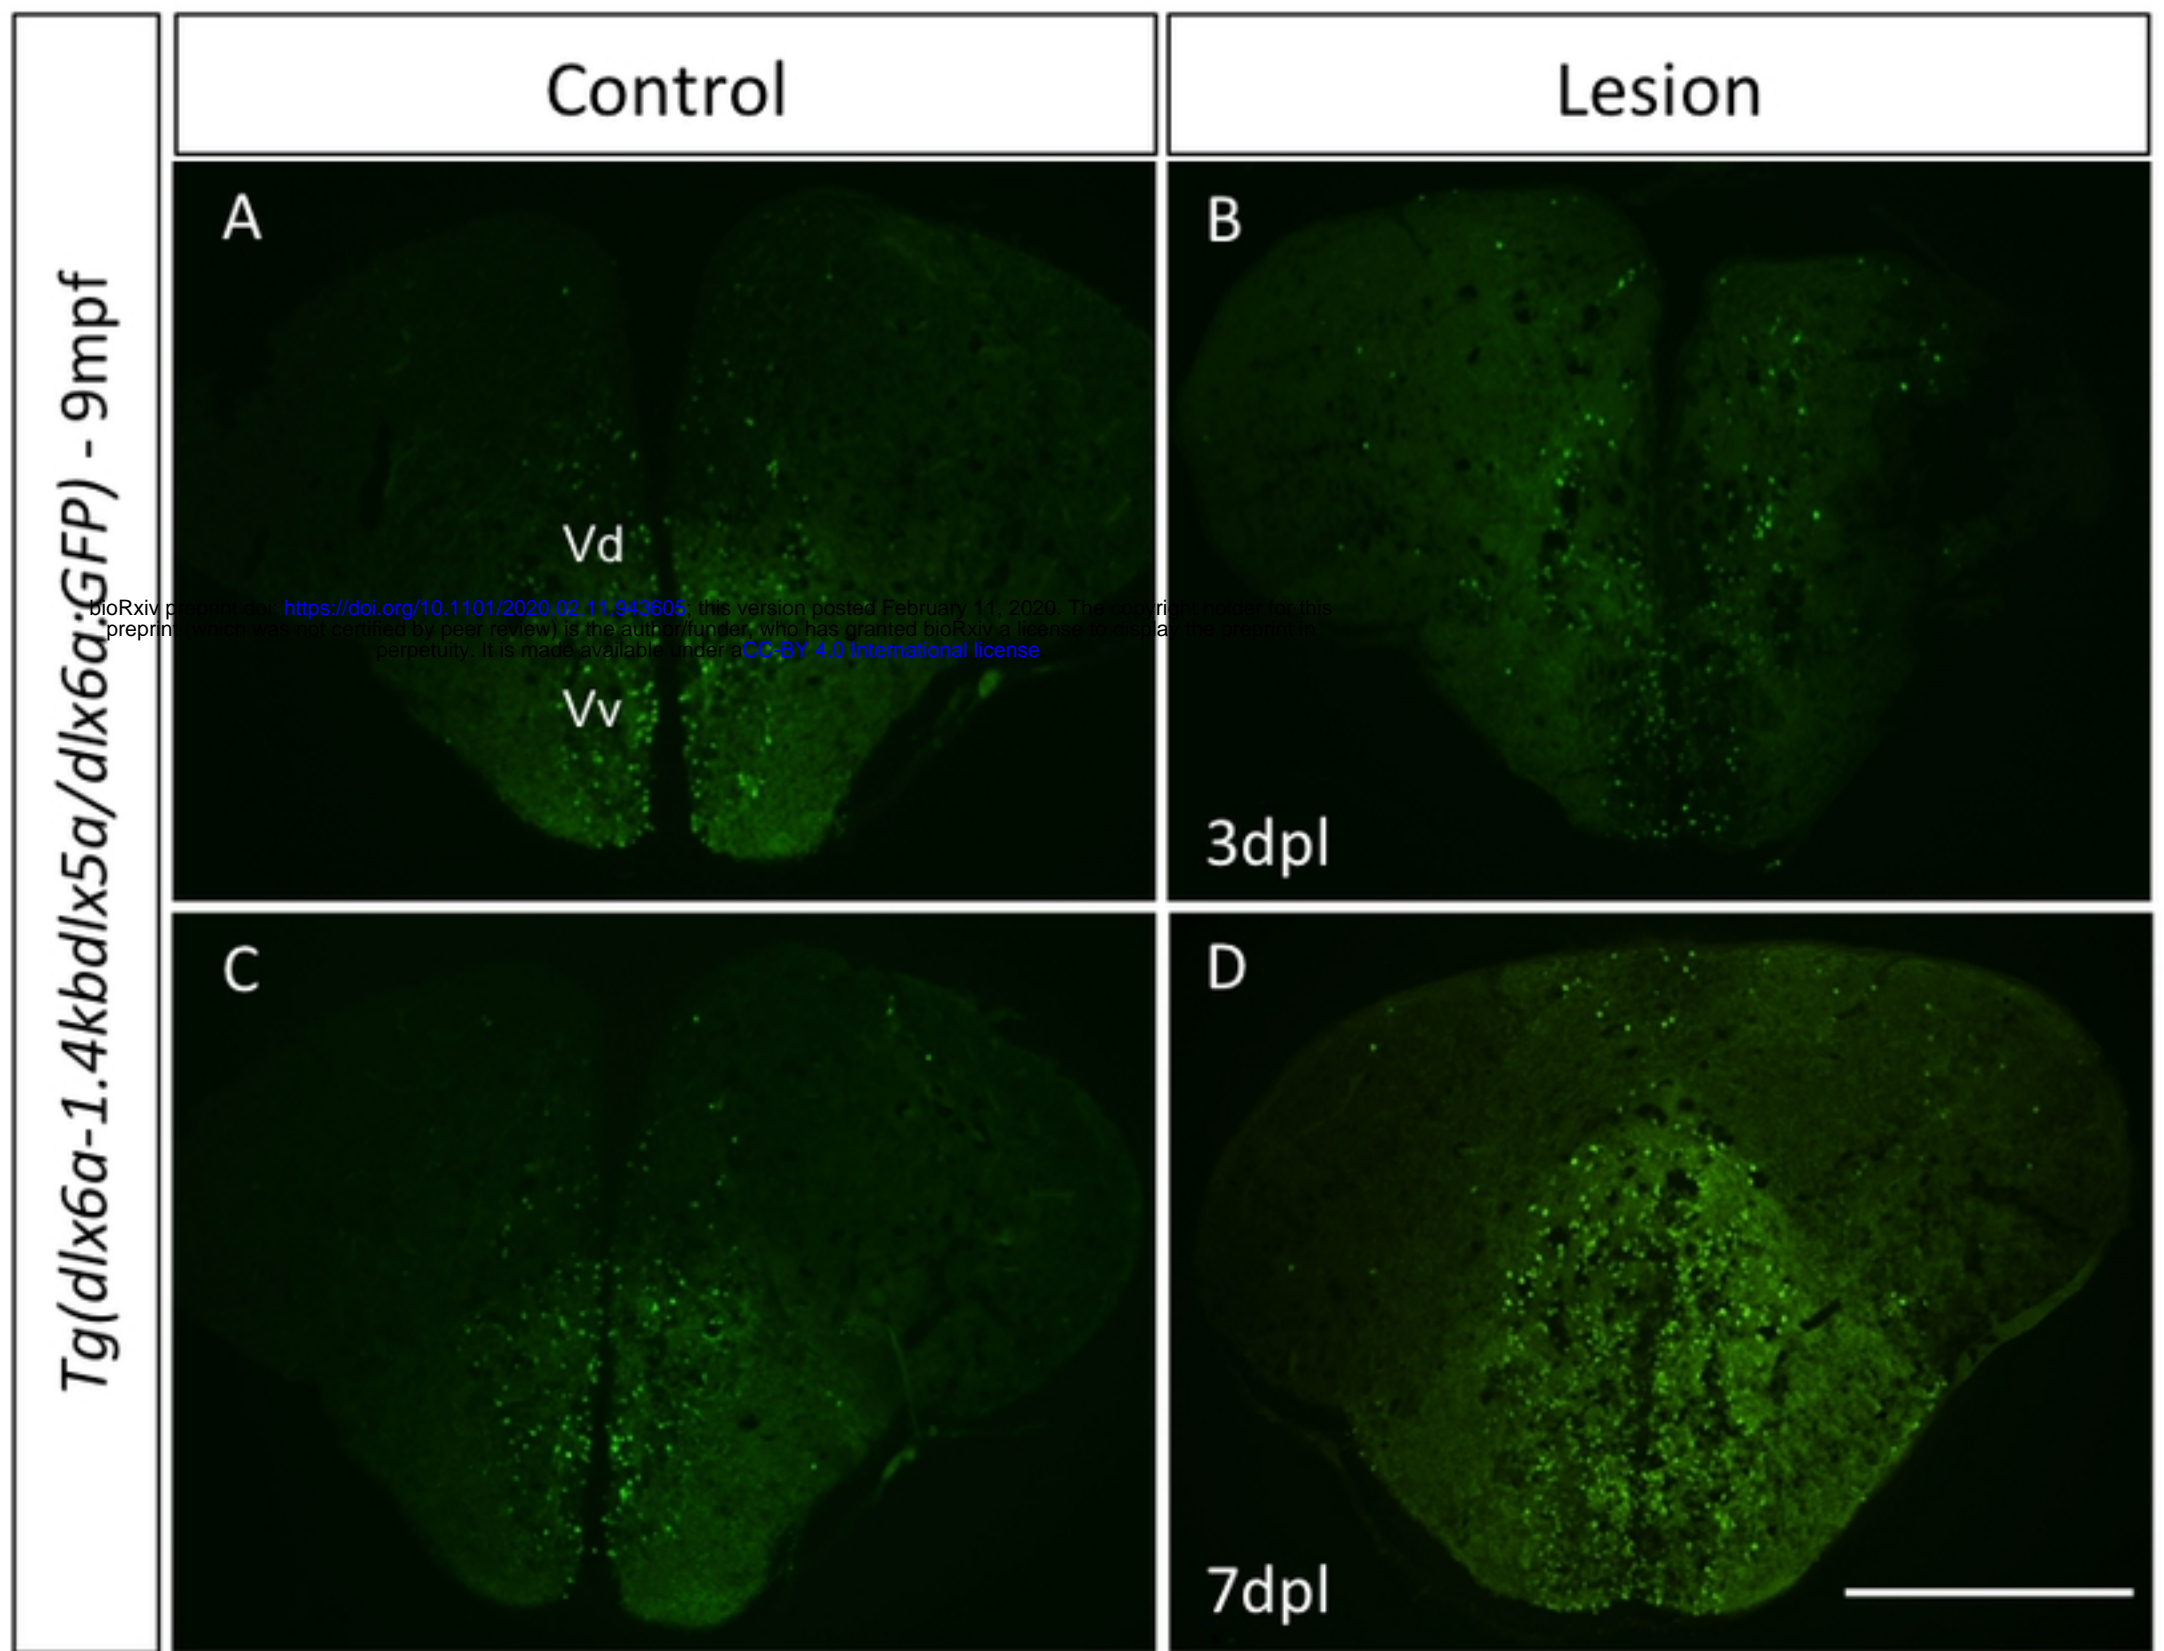 Control
Lesion
Tg(dlx6a-1.4kbdlx5a/dlx6a:GFP) - 9mpf
A
B
Vd
bioRxiv preprint doi: https://doi.org/10.1101/2020.02.11.943605; this version posted February 11, 2020. The copyright holder for this
preprint (which was not certified by peer review) is the author/funder, who has granted bioRxiv a license to display the preprint in
perpetuity. It is made available under aCC-BY 4.0 International license
Vv
3dpl
C
D
7dpl